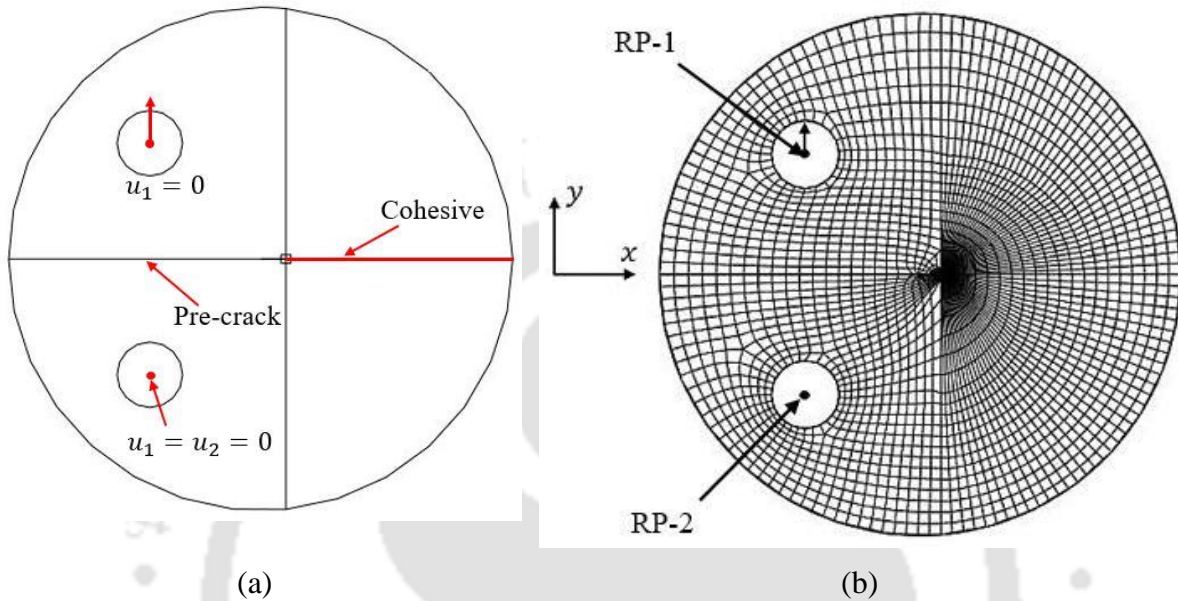 u₁ = 0
Cohesive
Pre-crack
u₁ = u₂ = 0
(a)
RP-1
y
x
RP-2
(b)